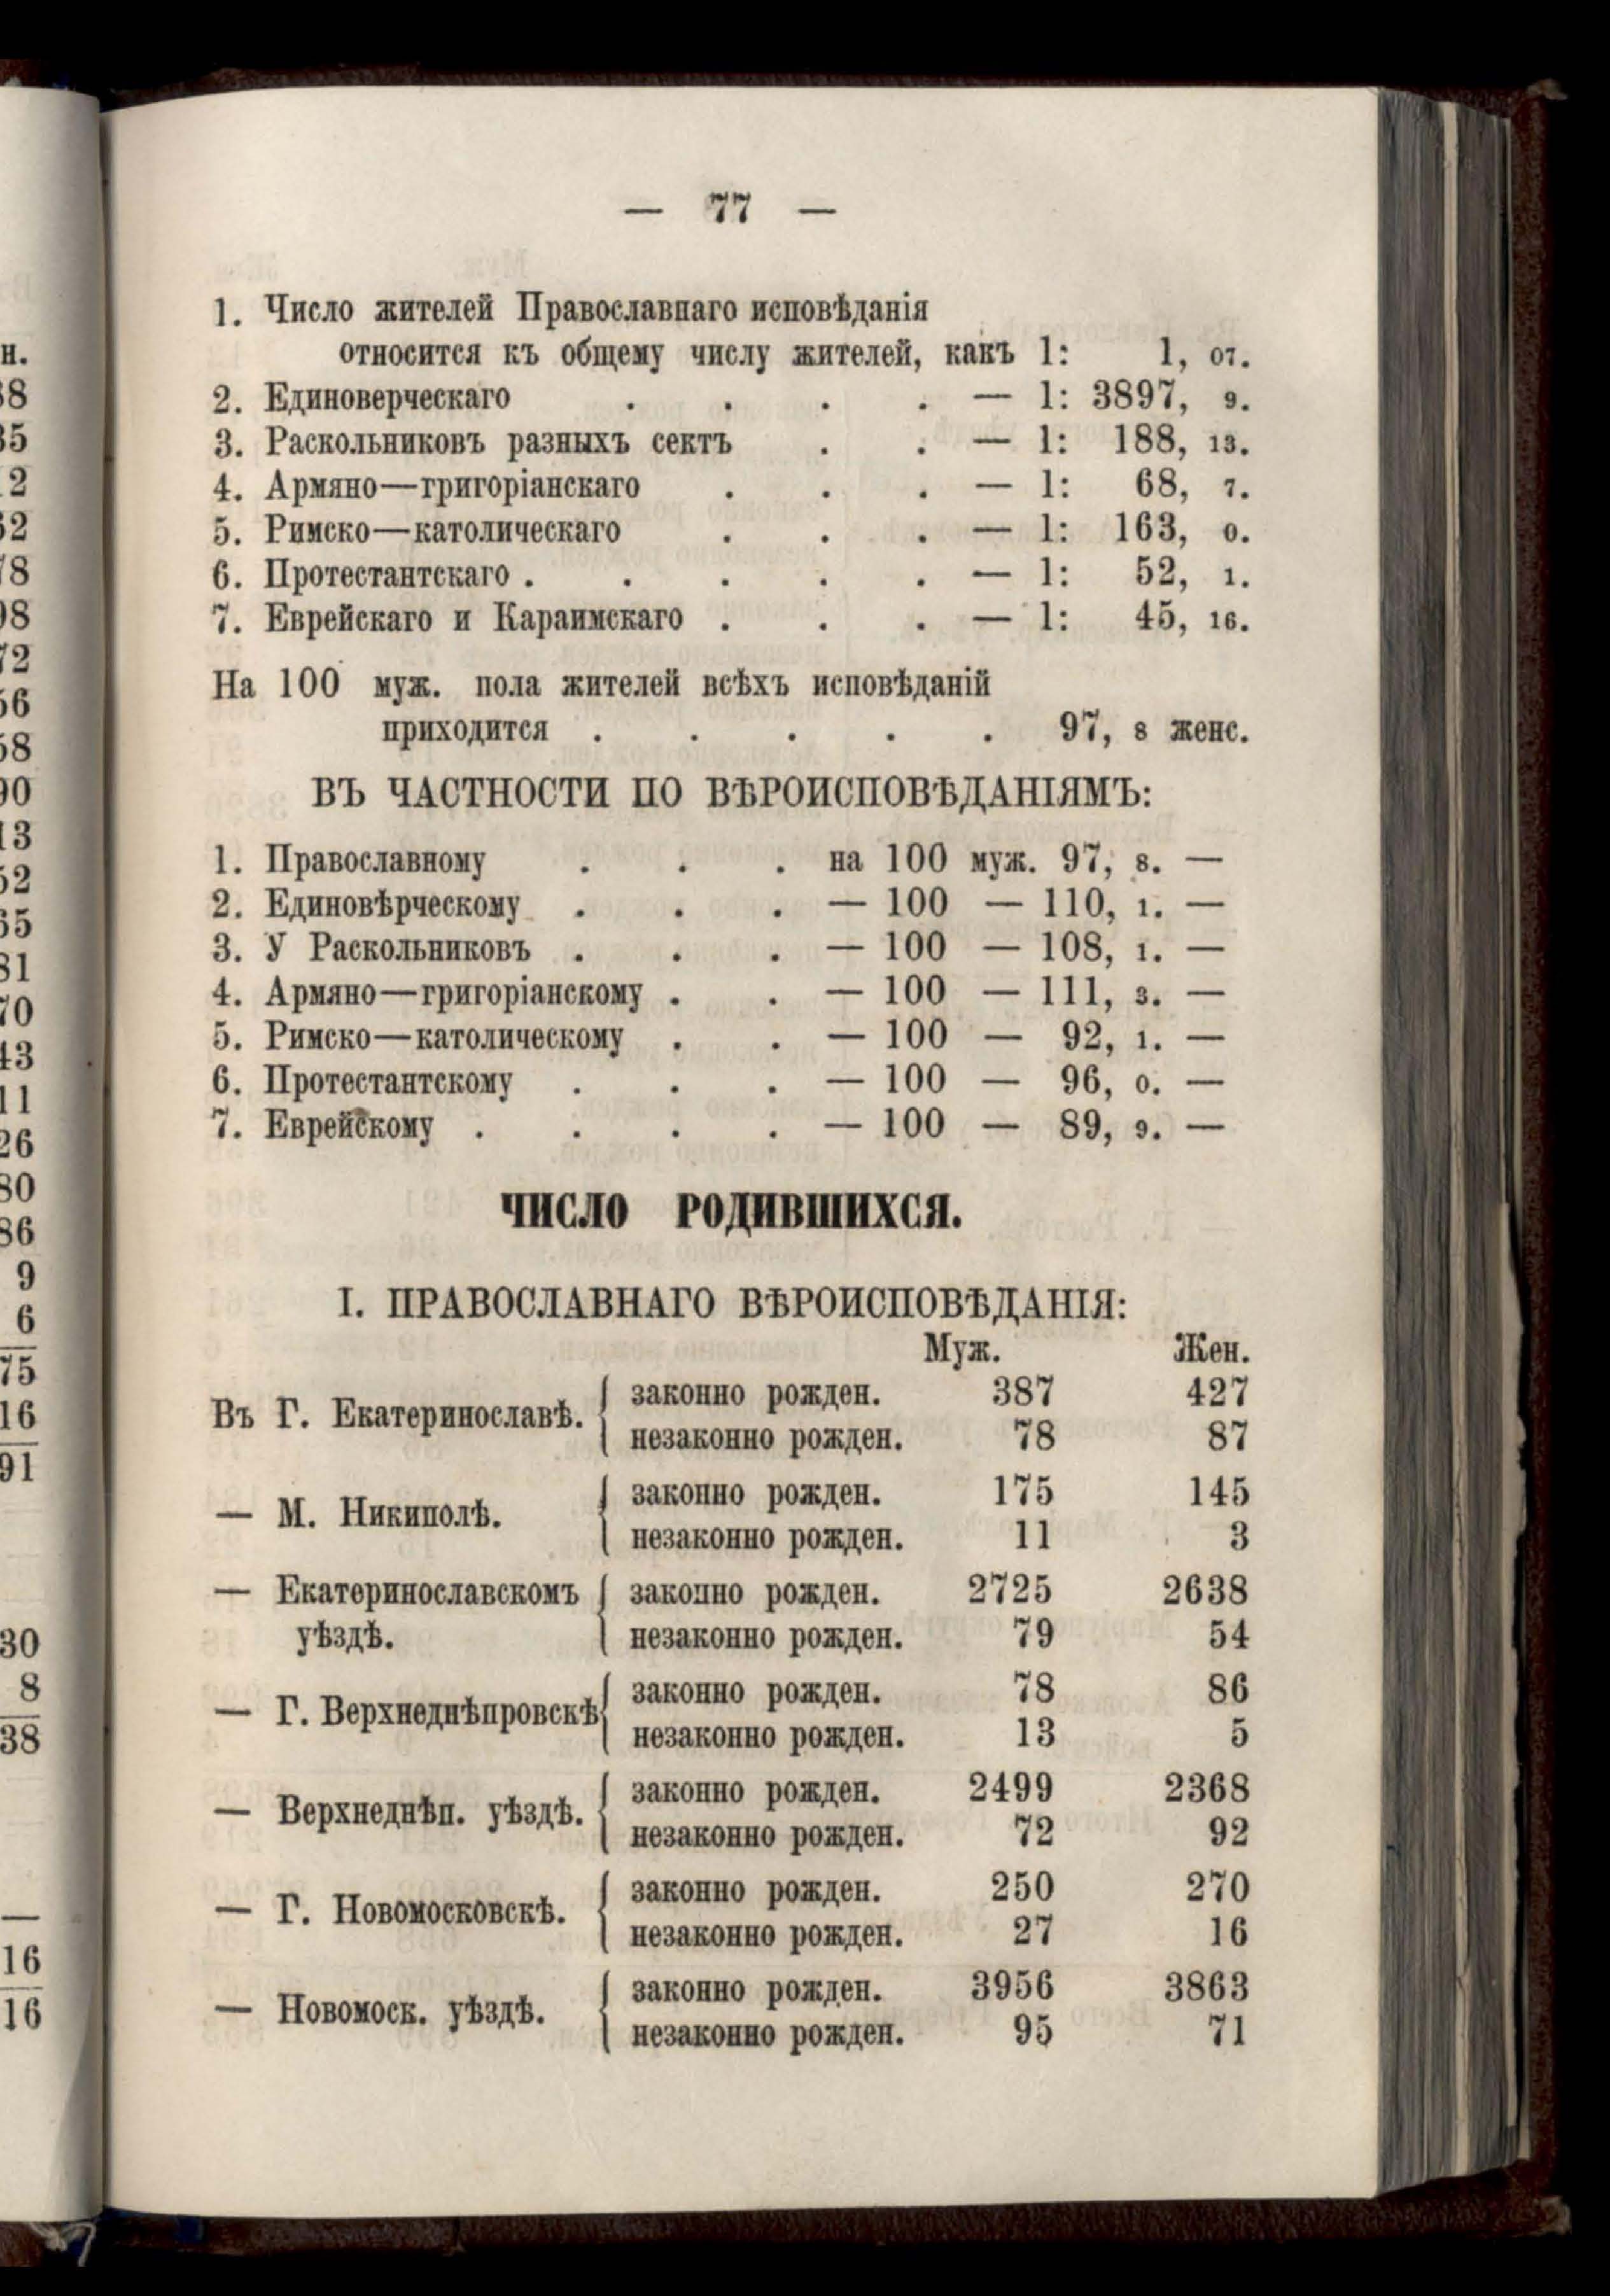 — 77 —
1. Число жителей Православнаго исповѣданія
относится къ общему числу жителей, какъ 1: 1, 07.
2. Единоверческаго . . . . — 1: 3897, 9.
3. Раскольниковъ разныхъ сектъ . . — 1: 188, 13.
4. Армяно—григоріанскаго . . . — 1: 68, 7.
5. Римско—католическаго . . . — 1: 163, 0.
6. Протестантскаго . . . . . — 1: 52, 1.
7. Еврейскаго и Караимскаго . . . — 1: 45, 16.
На 100 муж. пола жителей всѣхъ исповѣданій
приходится . . . . . 97, 8 женс.
ВЪ ЧАСТНОСТИ ПО ВѢРОИСПОВѢДАНІЯМЪ:
1. Православному . . . на 100 муж. 97, 8. —
2. Единовѣрческому . . . — 100 — 110, 1. —
3. У Раскольниковъ . . . — 100 — 108, 1. —
4. Армяно—григоріанскому . . — 100 — 111, 3. —
5. Римско—католическому . . — 100 — 92, 1. —
6. Протестантскому . . . — 100 — 96, 0. —
7. Еврейскому . . . . — 100 — 89, 9. —
ЧИСЛО РОДИВШИХСЯ.
I. ПРАВОСЛАВНАГО ВѢРОИСПОВѢДАНІЯ:
Муж. Жен.
Въ Г. Екатеринославѣ. законно рожден. 387 427
незаконно рожден. 78 87
— М. Никиполѣ. законно рожден. 175 145
незаконно рожден. 11 3
— Екатеринославскомъ законно рожден. 2725 2638
уѣздѣ. незаконно рожден. 79 54
— Г. Верхнеднѣпровскѣ законно рожден. 78 86
незаконно рожден. 13 5
— Верхнеднѣп. уѣздѣ. законно рожден. 2499 2368
незаконно рожден. 72 92
— Г. Новомосковскѣ. законно рожден. 250 270
незаконно рожден. 27 16
— Новомоск. уѣздѣ. законно рожден. 3956 3863
незаконно рожден. 95 71